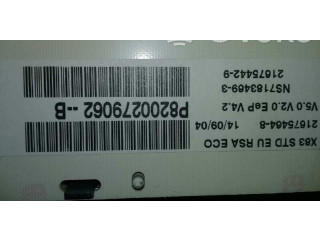 X83 STD EU RSA ECO
21675464-8 14/09/04
V5.0 V2.0 EeP V4.2
P8200279062--B
NS7183469-3
21675442-9